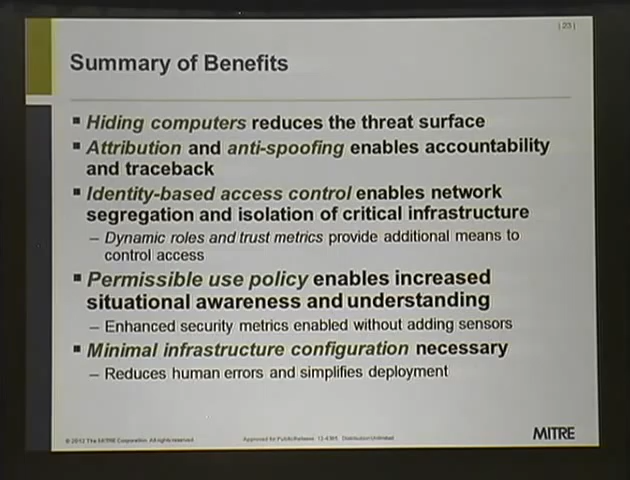 | 23 |
Summary of Benefits
▪ Hiding computers reduces the threat surface
▪ Attribution and anti-spoofing enables accountability
and traceback
▪ Identity-based access control enables network
segregation and isolation of critical infrastructure
– Dynamic roles and trust metrics provide additional means to
control access
▪ Permissible use policy enables increased
situational awareness and understanding
– Enhanced security metrics enabled without adding sensors
▪ Minimal infrastructure configuration necessary
– Reduces human errors and simplifies deployment
© 2012 The MITRE Corporation. All rights reserved.
Approved for Public Release Distribution Unlimited
MITRE